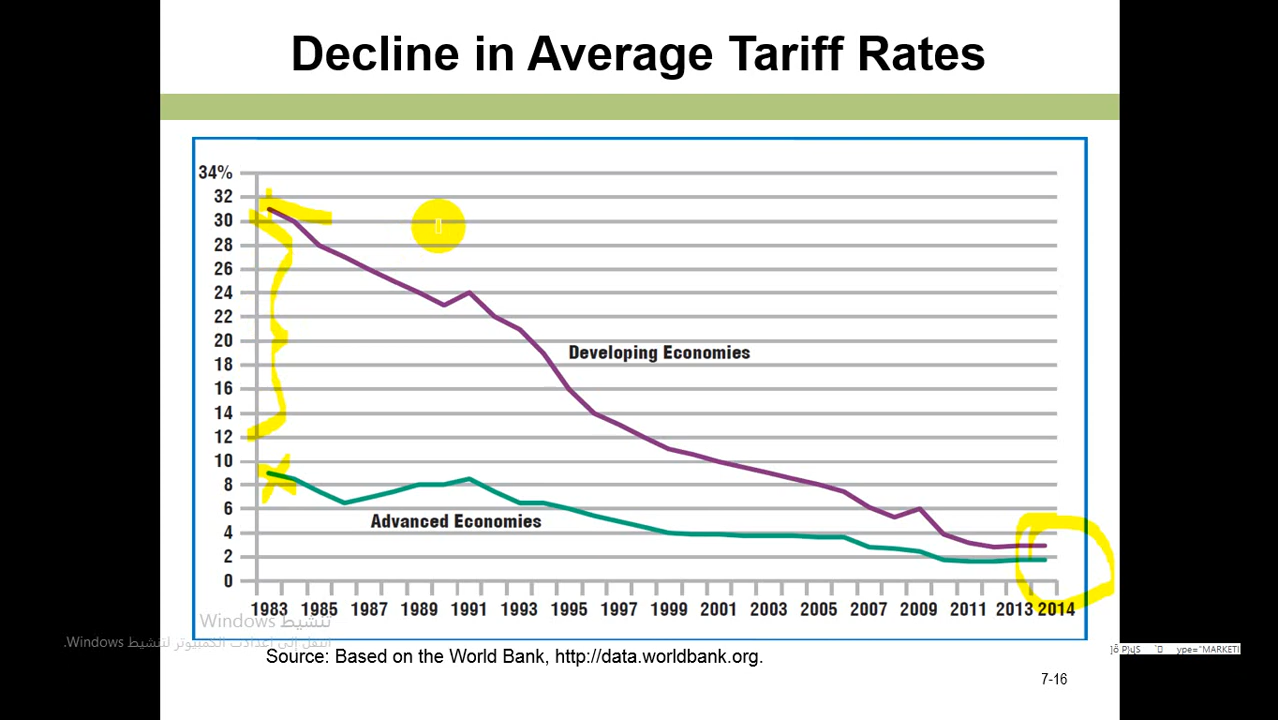 Decline in Average Tariff Rates
34%
32
30
28
26
24
22
20
18
16
14
12
10
8
6
4
2
0
Developing Economies
Advanced Economies
1983 1985 1987 1989 1991 1993 1995 1997 1999 2001 2003 2005 2007 2009 2011 2013 2014
تنشيط Windows
انتقل إلى إعدادات الكمبيوتر لتنشيط Windows.
Source: Based on the World Bank, http://data.worldbank.org.
ype="MARKETI
7-16